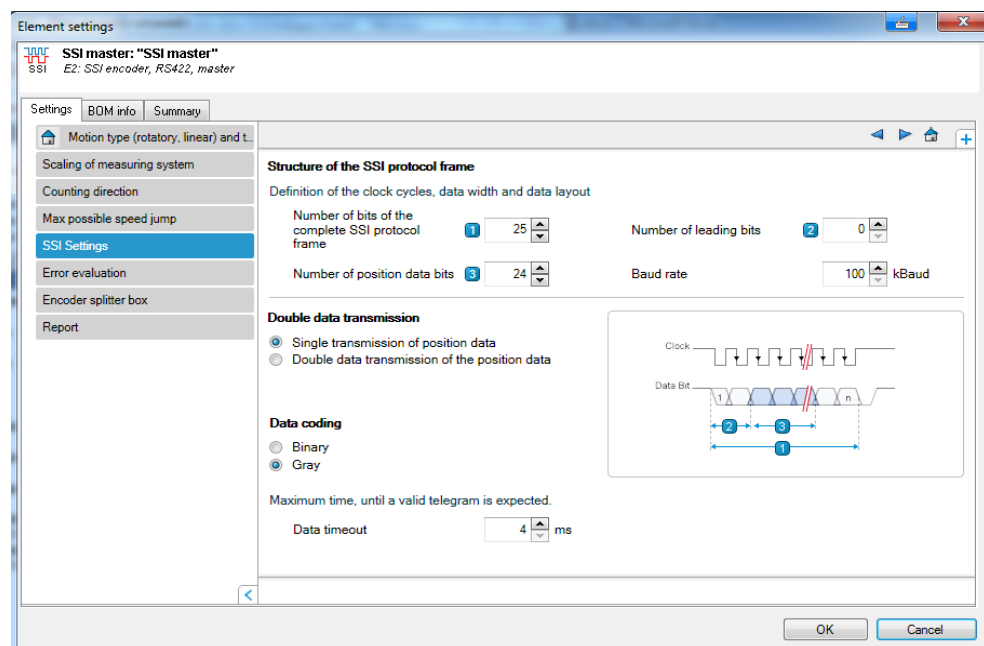 Element settings
SSI master: "SSI master"
SSI
E2: SSI encoder, RS422, master
Settings
BOM info
Summary
Motion type (rotatory, linear) and t...
Scaling of measuring system
Counting direction
Max possible speed jump
SSI Settings
Error evaluation
Encoder splitter box
Report
Structure of the SSI protocol frame
Definition of the clock cycles, data width and data layout
Number of bits of the
complete SSI protocol
frame
1
25
Number of leading bits
2
0
Number of position data bits
3
24
Baud rate
100
kBaud
Double data transmission
Single transmission of position data
Double data transmission of the position data
Clock
Data Bit
1
n
2
3
1
Data coding
Binary
Gray
Maximum time, until a valid telegram is expected.
Data timeout
4
ms
OK
Cancel